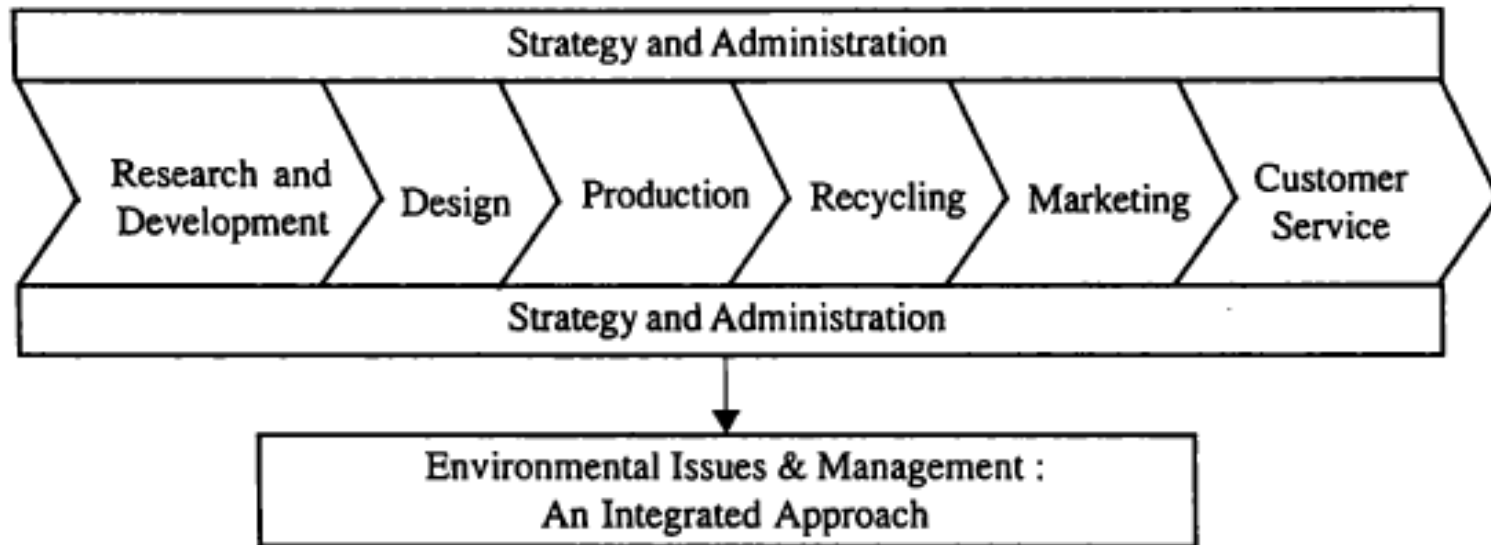 Strategy and Administration
Research and
Development
Design
Production
Recycling
Marketing
Customer
Service
Strategy and Administration
Environmental Issues & Management :
An Integrated Approach